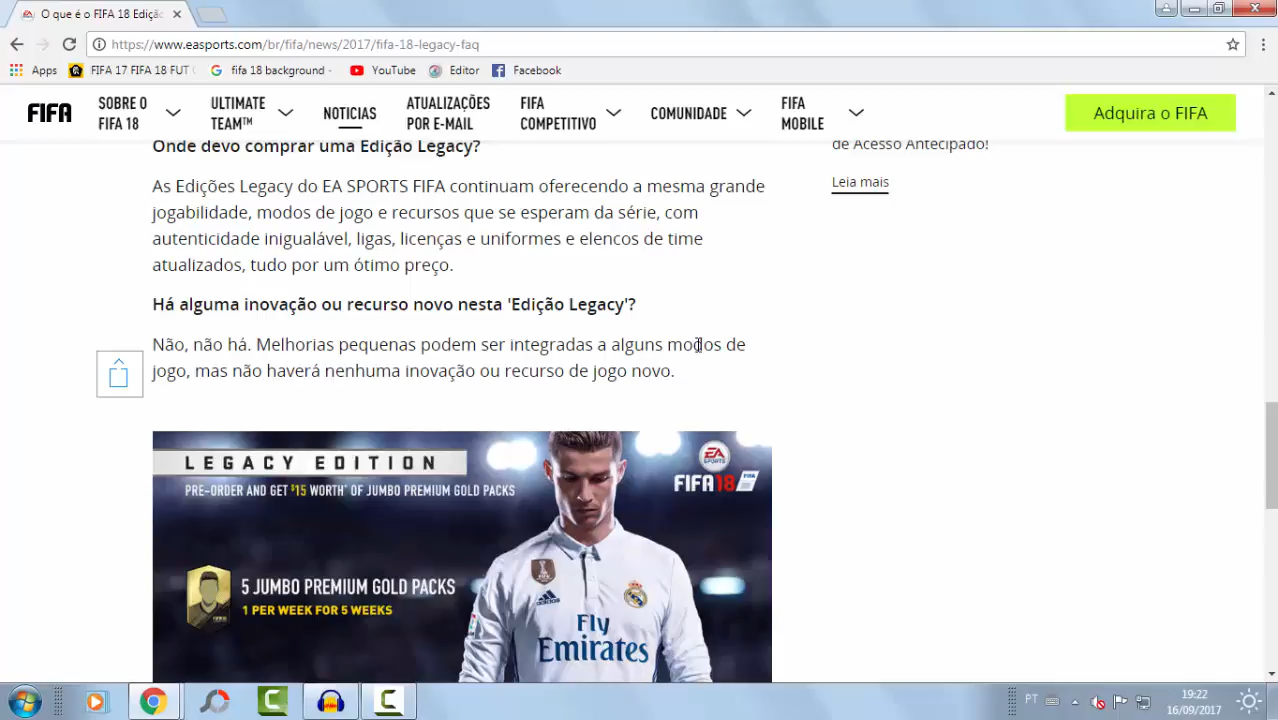 O que é o FIFA 18 Ediçã
https://www.easports.com/br/fifa/news/2017/fifa-18-legacy-faq
Apps
FIFA 17 FIFA 18 FUT
fifa 18 background -
YouTube
Editor
Facebook
FIFA
SOBRE O
FIFA 18
ULTIMATE
TEAM™
NOTICIAS
ATUALIZAÇÕES
POR E-MAIL
FIFA
COMPETITIVO
COMUNIDADE
FIFA
MOBILE
Adquira o FIFA
Onde devo comprar uma Edição Legacy?
As Edições Legacy do EA SPORTS FIFA continuam oferecendo a mesma grande
jogabilidade, modos de jogo e recursos que se esperam da série, com
autenticidade inigualável, ligas, licenças e uniformes e elencos de time
atualizados, tudo por um ótimo preço.
Há alguma inovação ou recurso novo nesta 'Edição Legacy'?
Não, não há. Melhorias pequenas podem ser integradas a alguns modos de
jogo, mas não haverá nenhuma inovação ou recurso de jogo novo.
de Acesso Antecipado!
Leia mais
LEGACY EDITION
PRE-ORDER AND GET $15 WORTH* OF JUMBO PREMIUM GOLD PACKS
5 JUMBO PREMIUM GOLD PACKS
1 PER WEEK FOR 5 WEEKS
EA
SPORTS
FIFA18
FIFA
adidas
Fly
Emirates
PT
19:22
16/09/2017